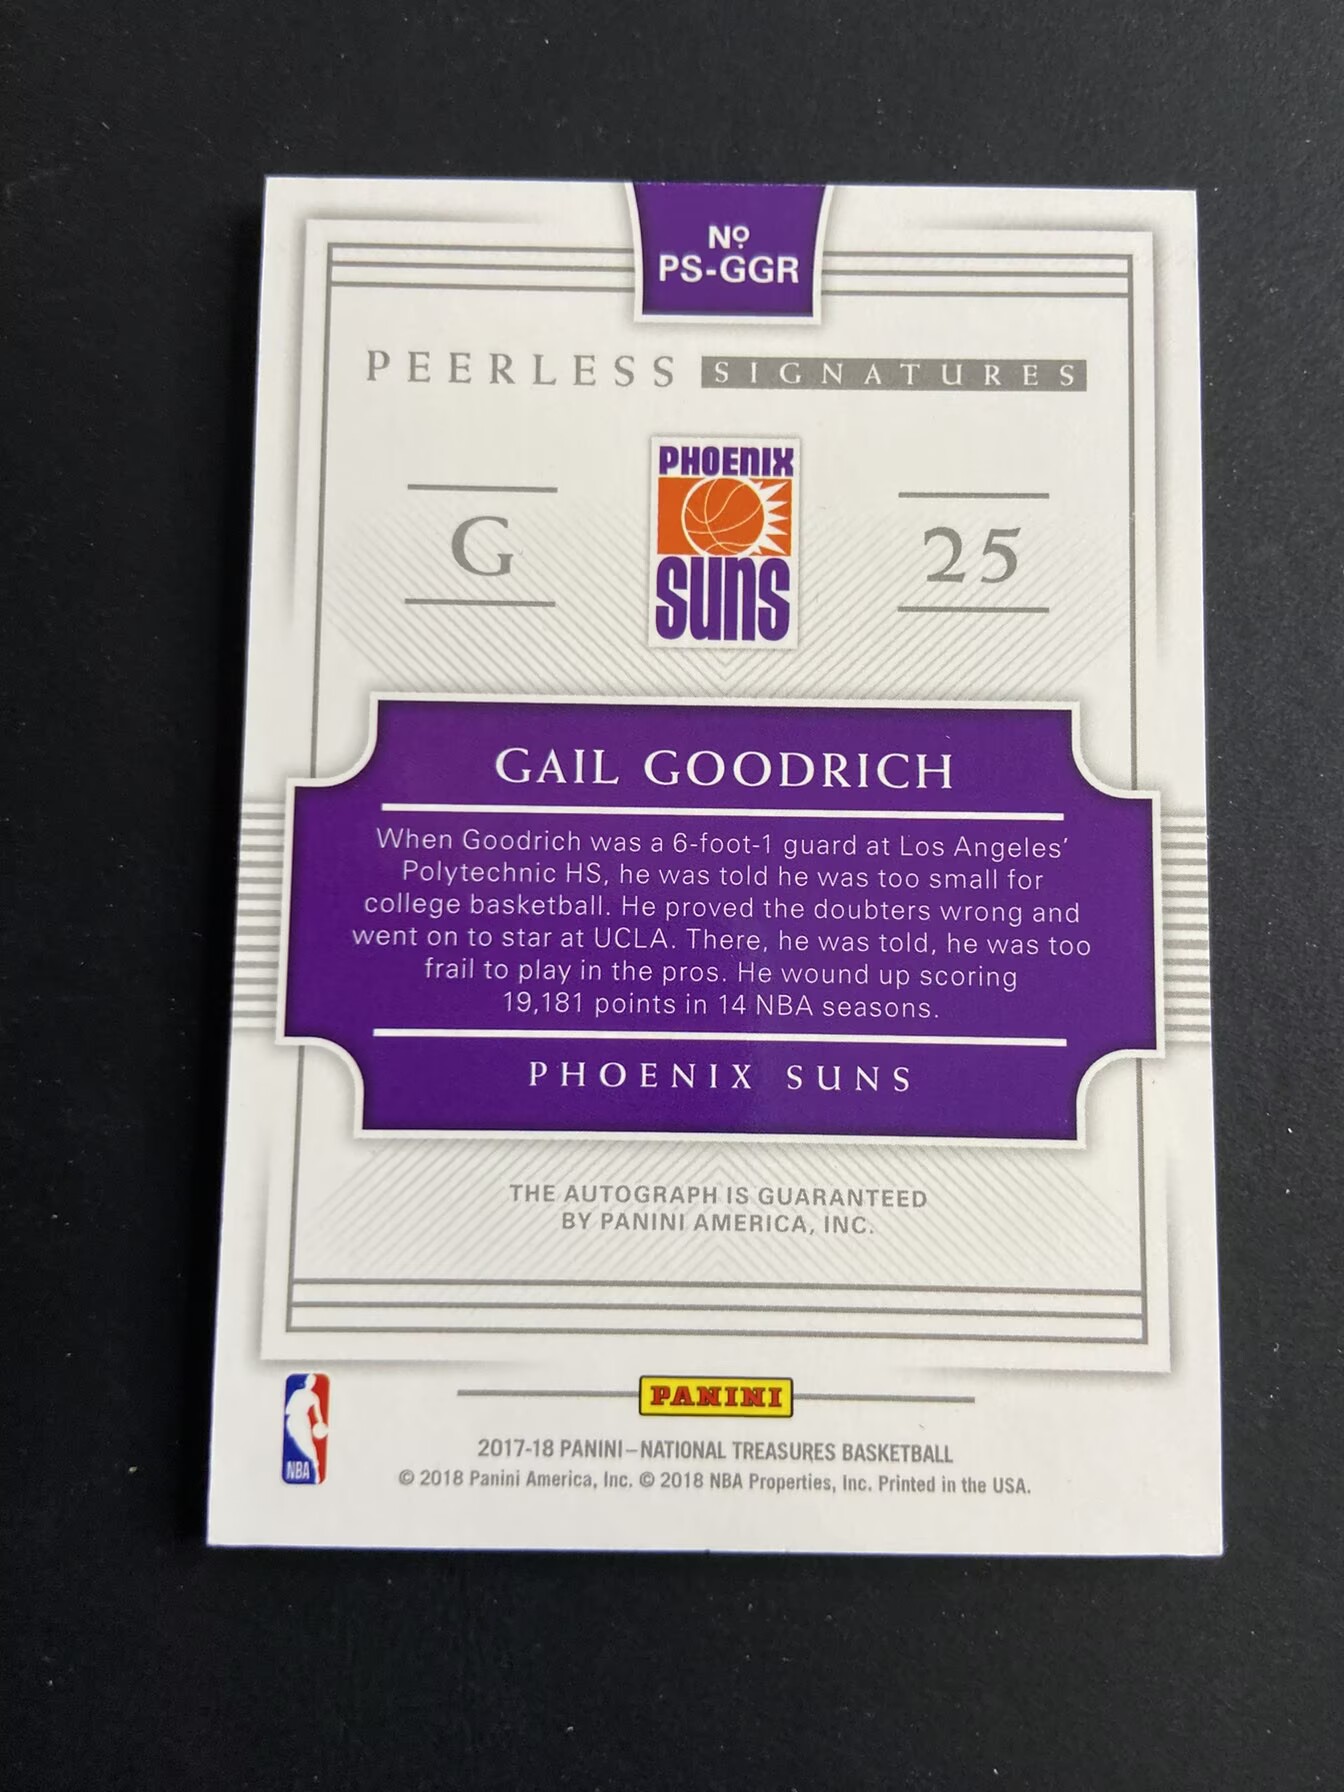 Nº
PS-GGR
PEERLESS SIGNATURES
PHOENIX
SUNS
G
25
GAIL GOODRICH
When Goodrich was a 6-foot-1 guard at Los Angeles’
Polytechnic HS, he was told he was too small for
college basketball. He proved the doubters wrong and
went on to star at UCLA. There, he was told, he was too
frail to play in the pros. He wound up scoring
19,181 points in 14 NBA seasons.
PHOENIX SUNS
THE AUTOGRAPH IS GUARANTEED
BY PANINI AMERICA, INC.
NBA
PANINI
2017-18 PANINI–NATIONAL TREASURES BASKETBALL
© 2018 Panini America, Inc. © 2018 NBA Properties, Inc. Printed in the USA.